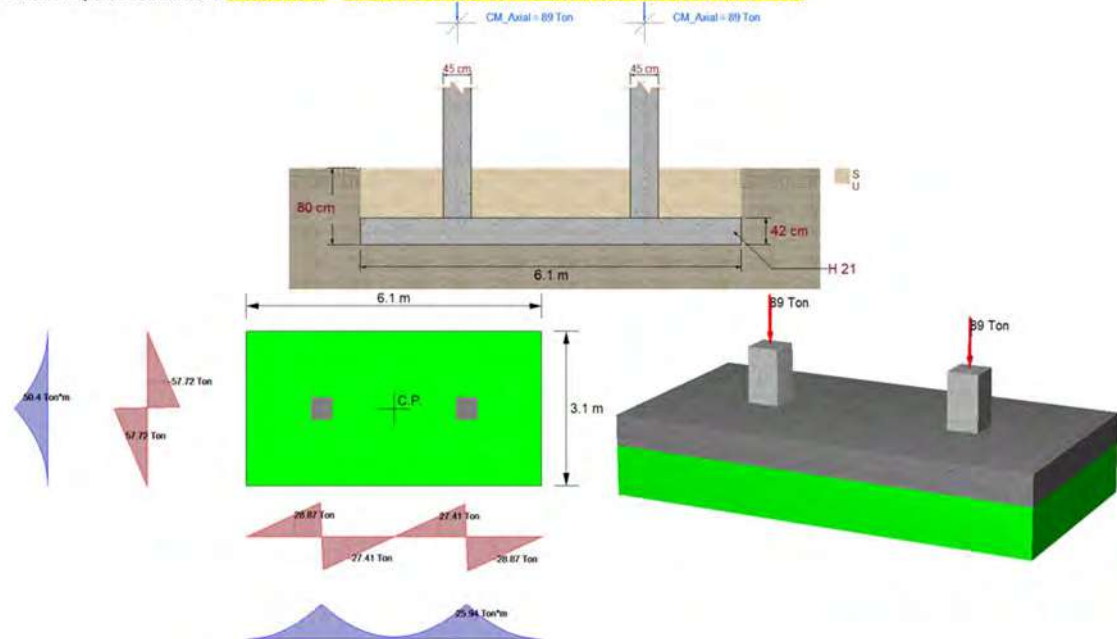 CM_Axial = 89 Ton CM_Axial = 89 Ton
45 cm 45 cm
S
U
80 cm
42 cm
H 21
6.1 m
6.1 m
89 Ton
89 Ton
C.P.
3.1 m
50.4 Ton*m
-57.72 Ton
57.72 Ton
28.87 Ton 27.41 Ton
-27.41 Ton -28.87 Ton
25.94 Ton*m